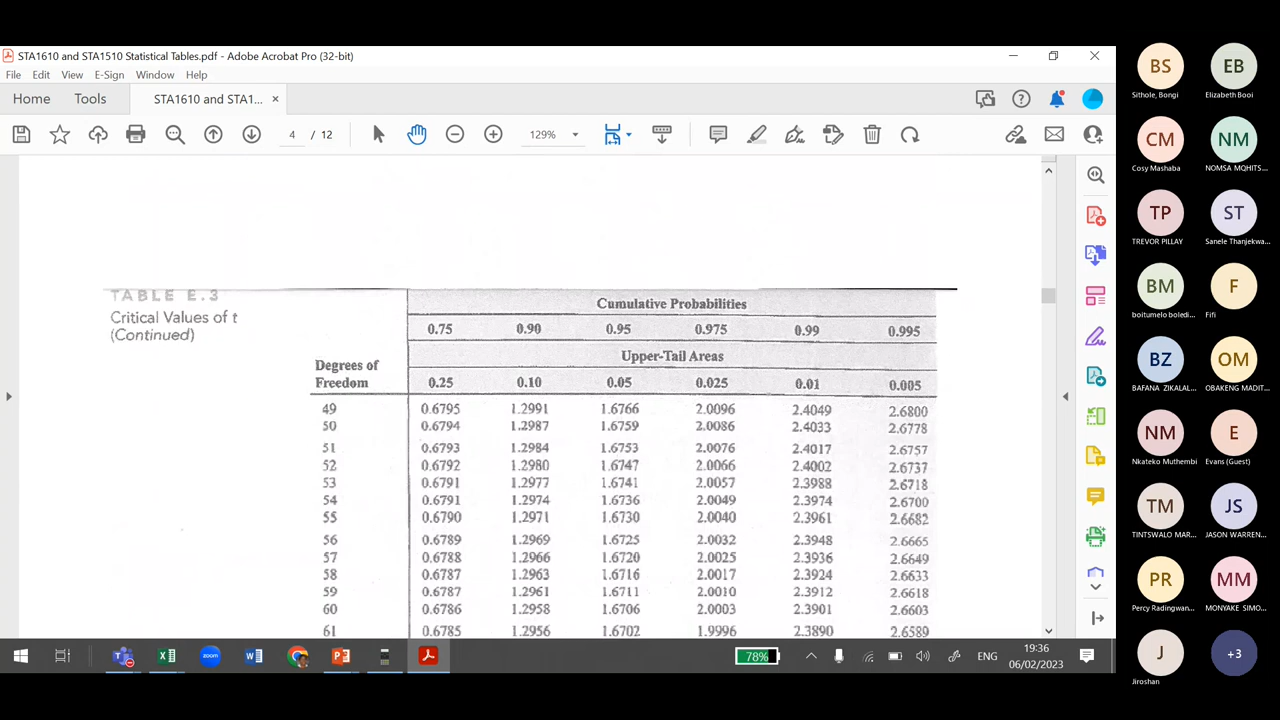 STA1610 and STA1510 Statistical Tables.pdf - Adobe Acrobat Pro (32-bit)
File Edit View E-Sign Window Help
Home Tools STA1610 and STA1... ×
4 / 12 129%
TABLE E.3
Critical Values of t
(Continued)
Cumulative Probabilities
0.75 0.90 0.95 0.975 0.99 0.995
Upper-Tail Areas
Degrees of
Freedom 0.25 0.10 0.05 0.025 0.01 0.005
49 0.6795 1.2991 1.6766 2.0096 2.4049 2.6800
50 0.6794 1.2987 1.6759 2.0086 2.4033 2.6778
51 0.6793 1.2984 1.6753 2.0076 2.4017 2.6757
52 0.6792 1.2980 1.6747 2.0066 2.4002 2.6737
53 0.6791 1.2977 1.6741 2.0057 2.3988 2.6718
54 0.6791 1.2974 1.6736 2.0049 2.3974 2.6700
55 0.6790 1.2971 1.6730 2.0040 2.3961 2.6682
56 0.6789 1.2969 1.6725 2.0032 2.3948 2.6665
57 0.6788 1.2966 1.6720 2.0025 2.3936 2.6649
58 0.6787 1.2963 1.6716 2.0017 2.3924 2.6633
59 0.6787 1.2961 1.6711 2.0010 2.3912 2.6618
60 0.6786 1.2958 1.6706 2.0003 2.3901 2.6603
61 0.6785 1.2956 1.6702 1.9996 2.3890 2.6589
78% ENG 19:36
06/02/2023
BS EB
Sithole, Bongi Elizabeth Booi
CM NM
Cosy Mashaba NOMSA MQHITS...
TP ST
TREVOR PILLAY Sanele Thanjekwa...
BM F
boitumelo boledi... Fifi
BZ OM
BAFANA ZIKALAL... OBAKENG MADIT...
NM E
Nkateko Muthembi Evans (Guest)
TM JS
TINTSWALO MAR... JASON WARREN...
PR MM
Percy Radingwan... MONYAKE SIMO...
J +3
Jiroshan